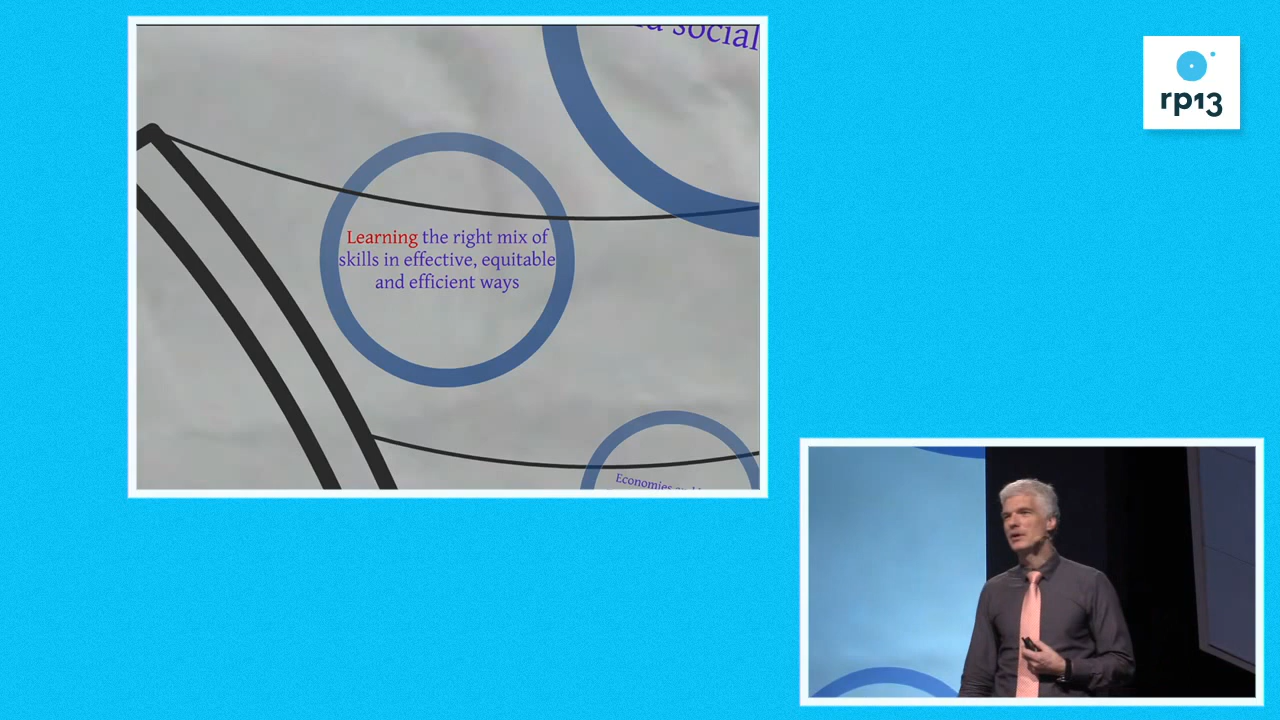 social
Learning the right mix of
skills in effective, equitable
and efficient ways
Economies
rp13